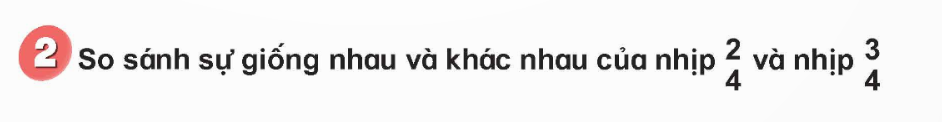 2 So sánh sự giống nhau và khác nhau của nhịp 2/4 và nhịp 3/4